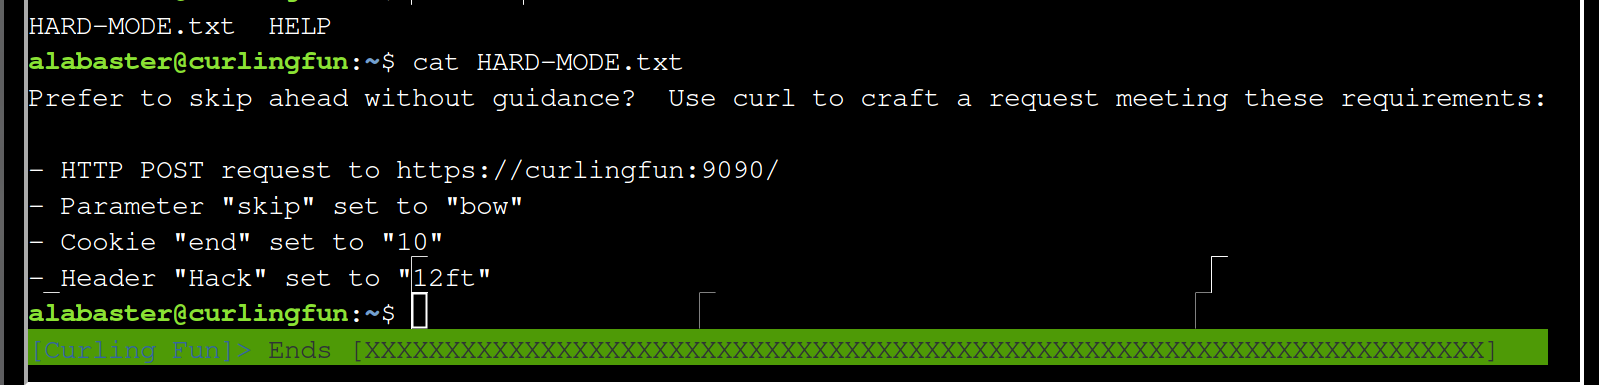 HARD-MODE.txt  HELP
alabaster@curlingfun:~$ cat HARD-MODE.txt
Prefer to skip ahead without guidance?  Use curl to craft a request meeting these requirements:
- HTTP POST request to https://curlingfun:9090/
- Parameter "skip" set to "bow"
- Cookie "end" set to "10"
- Header "Hack" set to "12ft"
alabaster@curlingfun:~$
[Curling Fun]> Ends [XXXXXXXXXXXXXXXXXXXXXXXXXXXXXXXXXXXXXXXXXXXXXXXXXXXXXXXXXXXXXXXXXXXXXX]